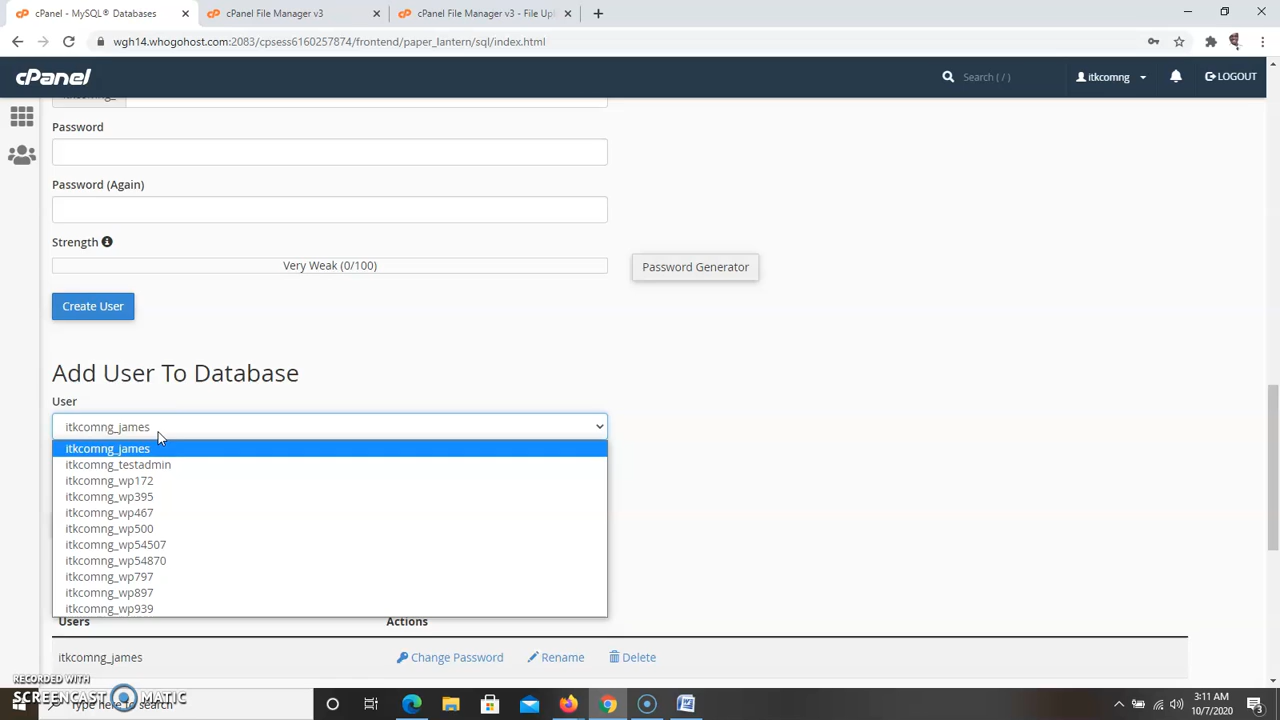 cPanel - MySQL® Databases
cPanel File Manager v3
cPanel File Manager v3 - File Upl
wgh14.whogohost.com:2083/cpsess6160257874/frontend/paper_lantern/sql/index.html
cPanel
Search ( / )
itkcomng
LOGOUT
itkcomng_
Password
Password (Again)
Strength
Very Weak (0/100)
Password Generator
Create User
Add User To Database
User
itkcomng_james
itkcomng_james
itkcomng_testadmin
itkcomng_wp172
itkcomng_wp395
itkcomng_wp467
itkcomng_wp500
itkcomng_wp54507
itkcomng_wp54870
itkcomng_wp797
itkcomng_wp897
itkcomng_wp939
Users
Actions
itkcomng_james
Change Password
Rename
Delete
RECORDED WITH
SCREENCAST MATIC
Type here to search
3:11 AM
10/7/2020
3